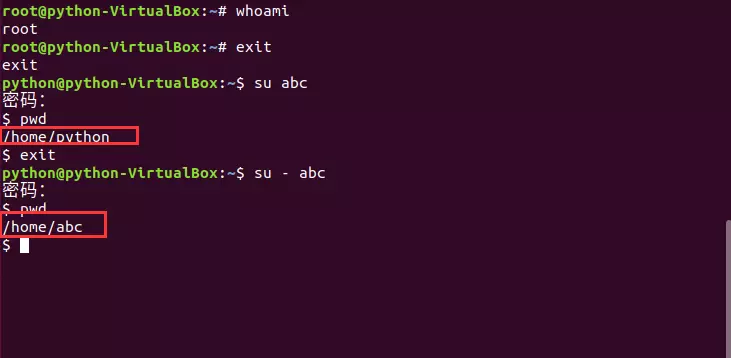 root@python-VirtualBox:~# whoami
root
root@python-VirtualBox:~# exit
exit
python@python-VirtualBox:~$ su abc
密码：
$ pwd
/home/python
$ exit
python@python-VirtualBox:~$ su - abc
密码：
$ pwd
/home/abc
$